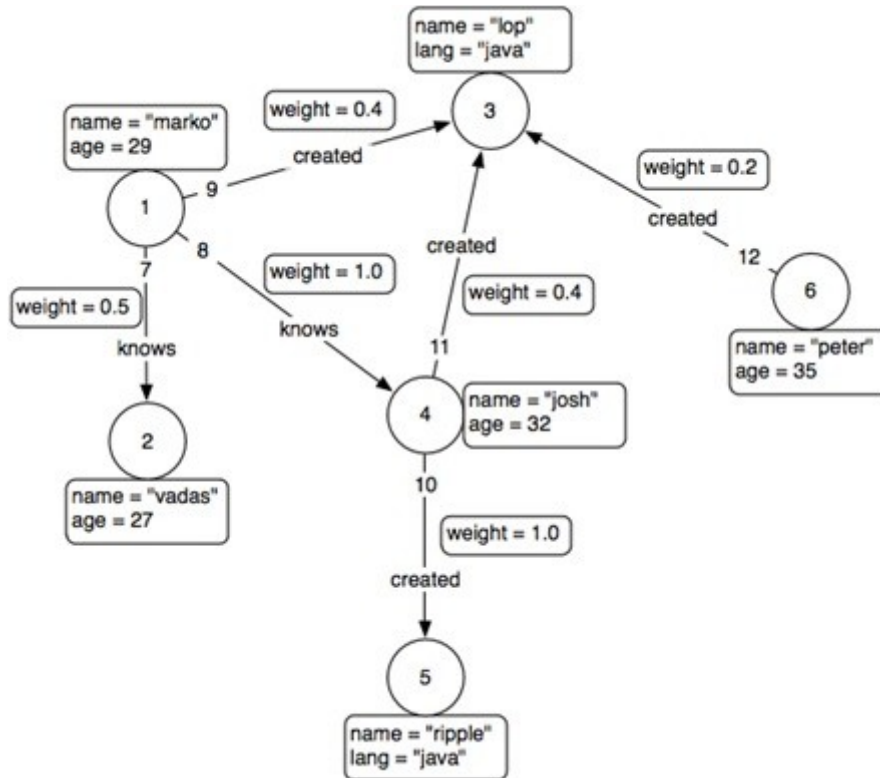 name = "lop"
lang = "java"
weight = 0.4
3
name = "marko"
age = 29
created
weight = 0.2
9
1
created
8
7
created
weight = 1.0
12
6
weight = 0.5
weight = 0.4
knows
knows
11
name = "peter"
age = 35
4
name = "josh"
age = 32
2
10
name = "vadas"
age = 27
weight = 1.0
created
5
name = "ripple"
lang = "java"